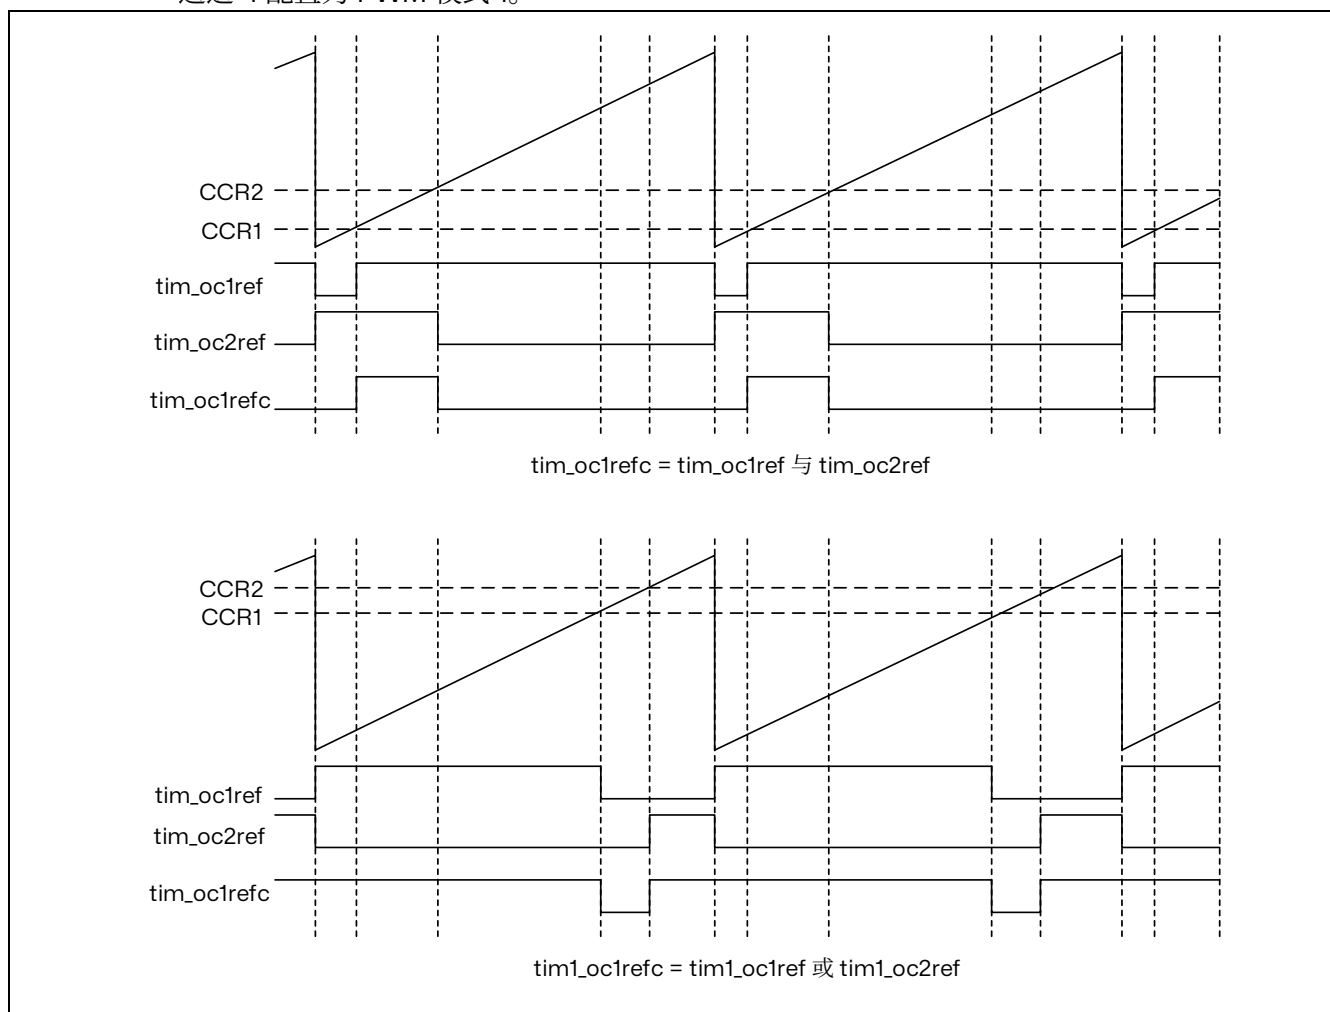 CCR2
CCR1
tim_oc1ref
tim_oc2ref
tim_oc1refc
tim_oc1refc = tim_oc1ref 与 tim_oc2ref
CCR2
CCR1
tim_oc1ref
tim_oc2ref
tim_oc1refc
tim1_oc1refc = tim1_oc1ref 或 tim1_oc2ref